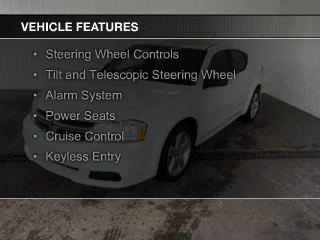 VEHICLE FEATURES
• Steering Wheel Controls
• Tilt and Telescopic Steering Wheel
• Alarm System
• Power Seats
• Cruise Control
• Keyless Entry